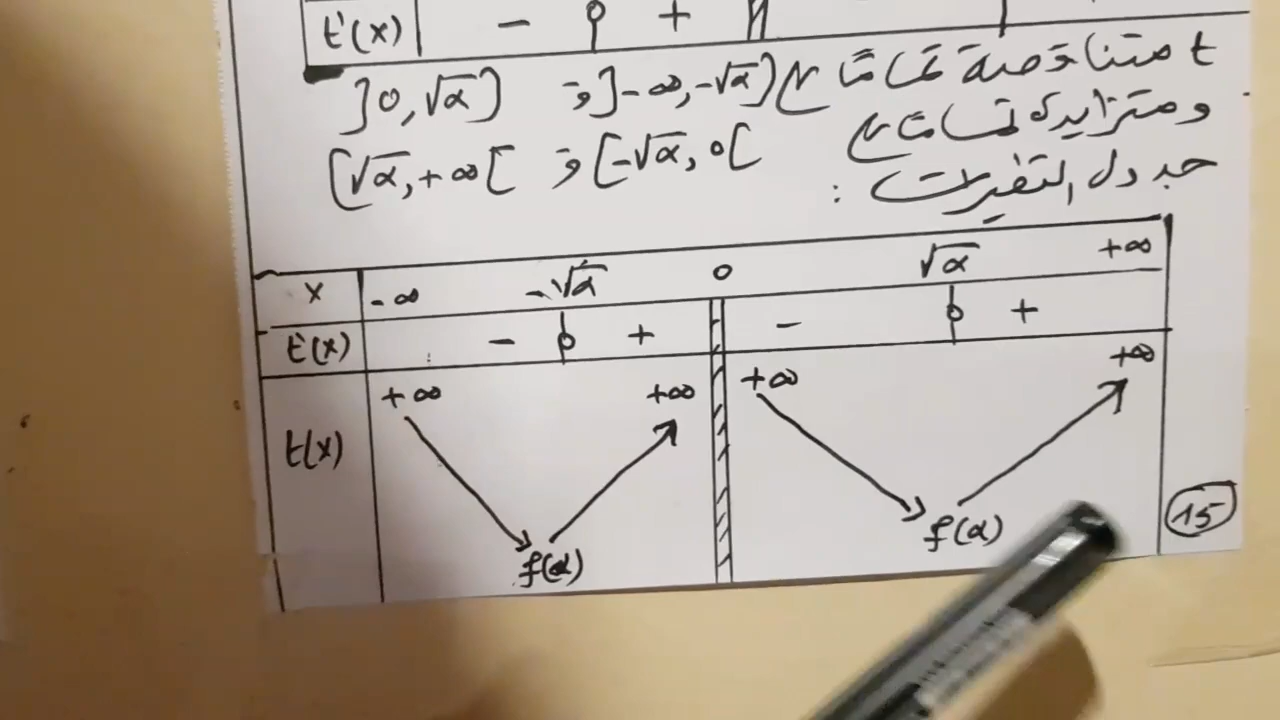 t'(x) - 0 + ||
t متناقصة تماما على ]-∞,-√α] و ]0,√α]
ومتزايدة تماما على [-√α,0[ و [√α,+∞[
جدول التغيرات :
x -∞ -√α 0 √α +∞
t'(x) - 0 + - 0 +
+∞ +∞ +∞ +∞
t(x)
f(α) f(α)
15